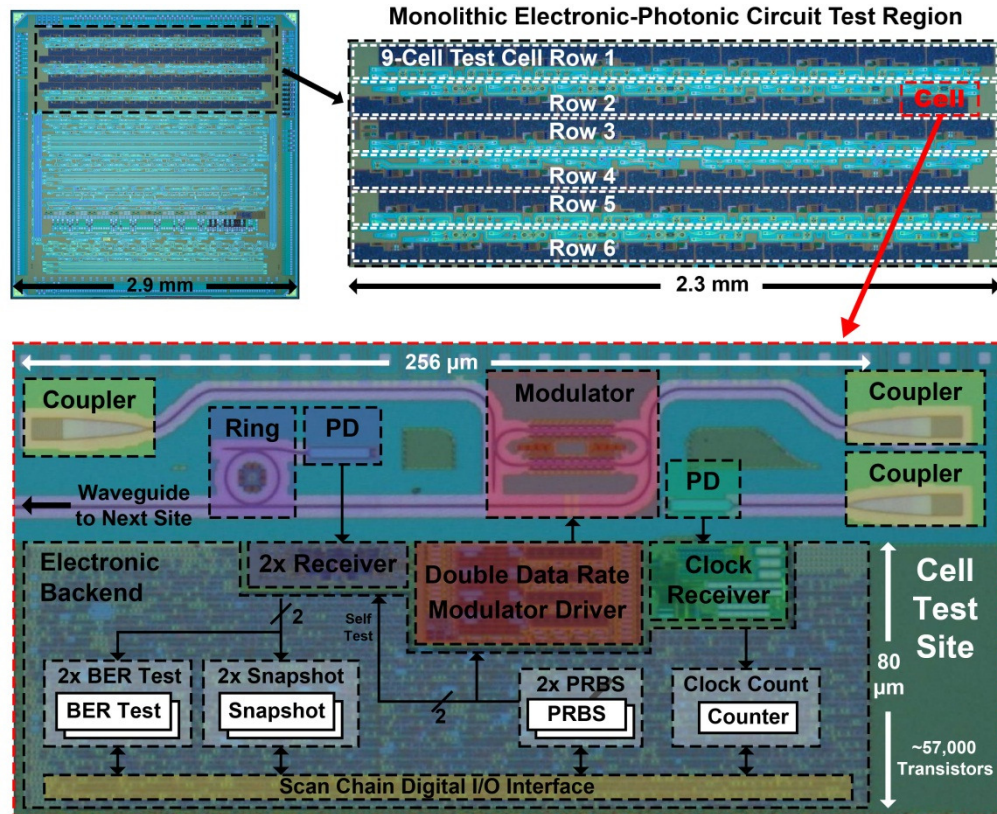 Monolithic Electronic-Photonic Circuit Test Region
9-Cell Test Cell Row 1
Row 2
Cell
Row 3
Row 4
Row 5
Row 6
2.9 mm
2.3 mm
256 µm
Coupler
Modulator
Coupler
Ring
PD
PD
Coupler
Waveguide
to Next Site
Electronic
Backend
2x Receiver
Double Data Rate
Modulator Driver
Clock
Receiver
Cell
Test
Site
2
Self
Test
80
µm
2x BER Test
BER Test
2x Snapshot
Snapshot
2
2x PRBS
PRBS
Clock Count
Counter
~57,000
Transistors
Scan Chain Digital I/O Interface